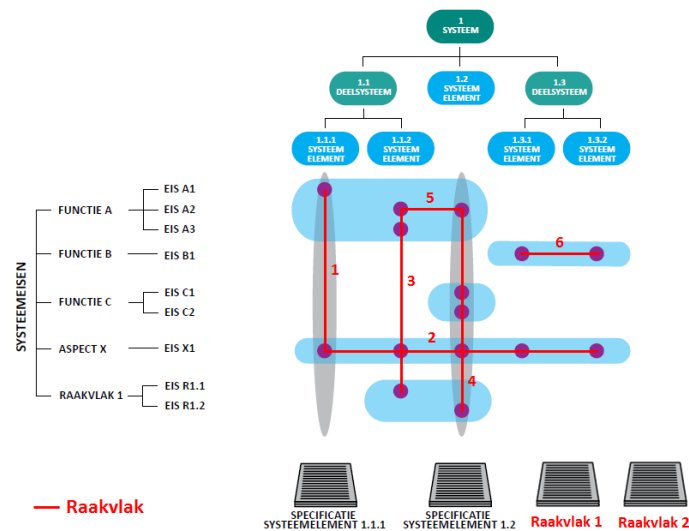 1
SYSTEEM
1.1
DEELSYSTEEM
1.2
SYSTEEM
ELEMENT
1.3
DEELSYSTEEM
1.1.1
SYSTEEM
ELEMENT
1.1.2
SYSTEEM
ELEMENT
1.3.1
SYSTEEM
ELEMENT
1.3.2
SYSTEEM
ELEMENT
SYSTEEMEISEN
FUNCTIE A
EIS A1
EIS A2
EIS A3
FUNCTIE B
EIS B1
FUNCTIE C
EIS C1
EIS C2
ASPECT X
EIS X1
RAAKVLAK 1
EIS R1.1
EIS R1.2
5
6
1
3
2
4
Raakvlak
SPECIFICATIE
SYSTEEMELEMENT 1.1.1
SPECIFICATIE
SYSTEEMELEMENT 1.2
Raakvlak 1
Raakvlak 2